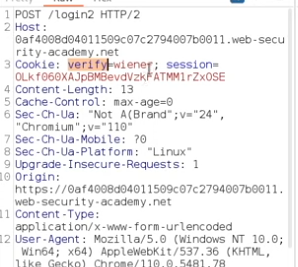 1 POST /login2 HTTP/2
2 Host:
0af4008d04011509c07c2794007b0011.web-secu
rity-academy.net
3 Cookie: verify=wiener; session=
OLkf060XAJpBMBevdVzkFATMM1rZxOSE
4 Content-Length: 13
5 Cache-Control: max-age=0
6 Sec-Ch-Ua: "Not A(Brand";v="24",
"Chromium";v="110"
7 Sec-Ch-Ua-Mobile: ?0
8 Sec-Ch-Ua-Platform: "Linux"
9 Upgrade-Insecure-Requests: 1
10 Origin:
https://0af4008d04011509c07c2794007b0011.
web-security-academy.net
11 Content-Type:
application/x-www-form-urlencoded
12 User-Agent: Mozilla/5.0 (Windows NT 10.0;
Win64; x64) AppleWebKit/537.36 (KHTML,
like Gecko) Chrome/110.0.5481.78